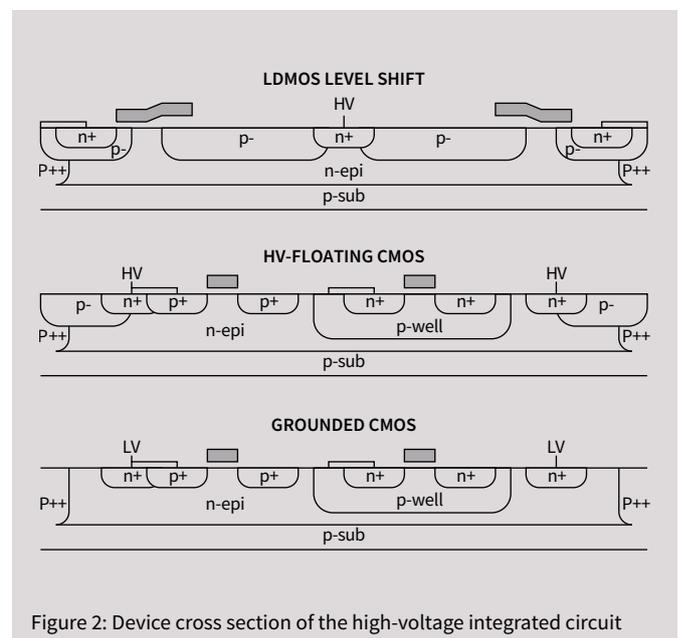 LDMOS LEVEL SHIFT
HV
n+ p- p- n+ p- p- n+
P++ n-epi P++
p-sub
HV-FLOATING CMOS
HV HV
p- n+ p+ p+ n+ n+ n+ p-
P++ n-epi p-well P++
p-sub
GROUNDED CMOS
LV LV
n+ p+ p+ n+ n+ n+
P++ n-epi p-well P++
p-sub
Figure 2: Device cross section of the high-voltage integrated circuit